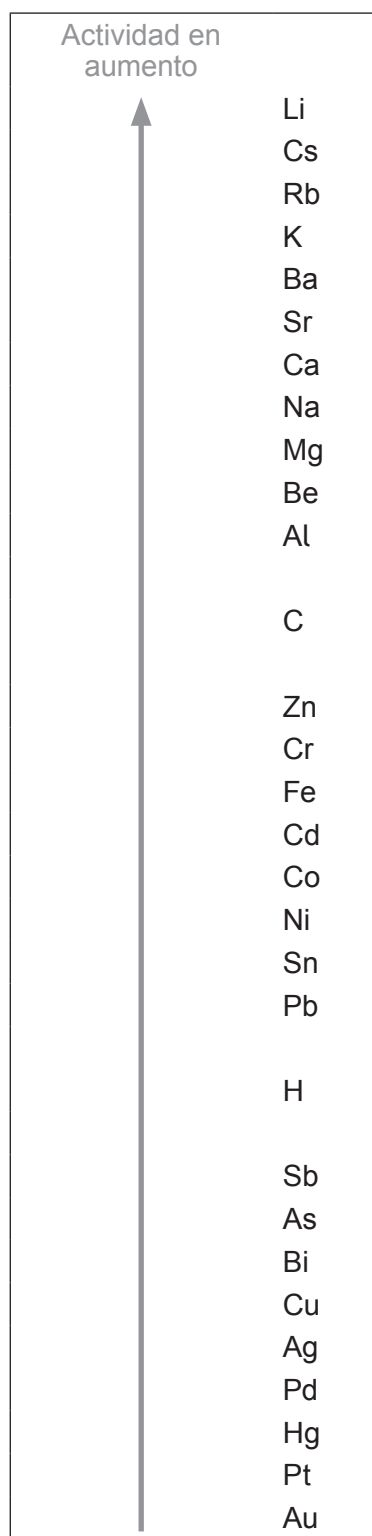 Actividad en
aumento
Li
Cs
Rb
K
Ba
Sr
Ca
Na
Mg
Be
Al
C
Zn
Cr
Fe
Cd
Co
Ni
Sn
Pb
H
Sb
As
Bi
Cu
Ag
Pd
Hg
Pt
Au